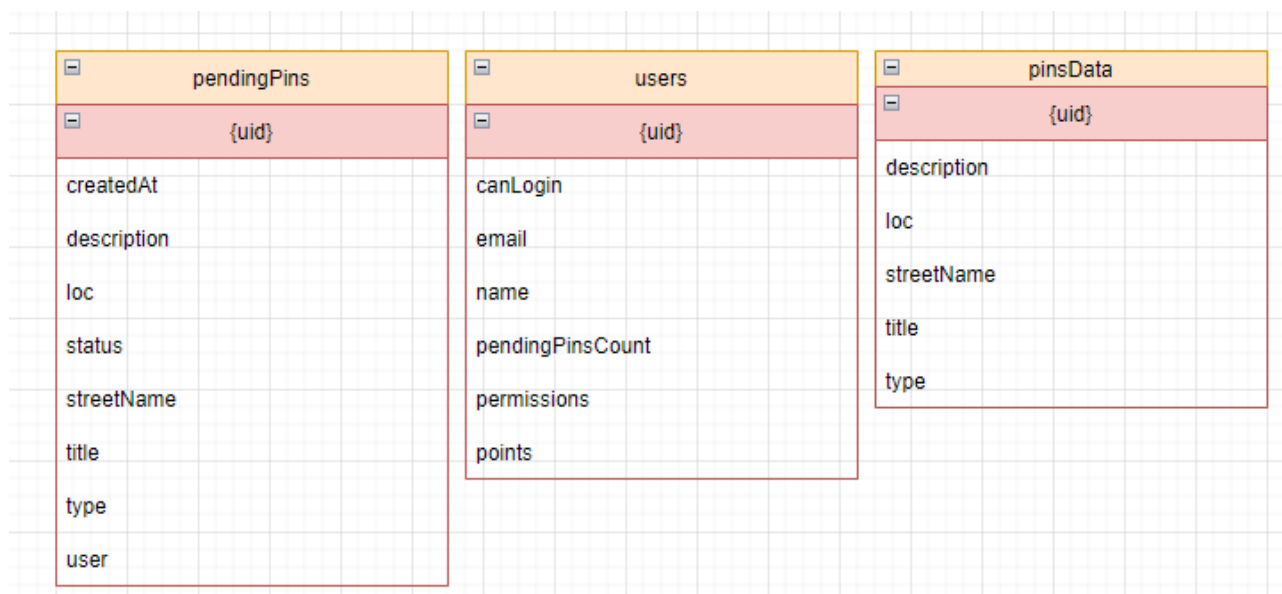 pendingPins
{uid}
createdAt
description
loc
status
streetName
title
type
user
users
{uid}
canLogin
email
name
pendingPinsCount
permissions
points
pinsData
{uid}
description
loc
streetName
title
type